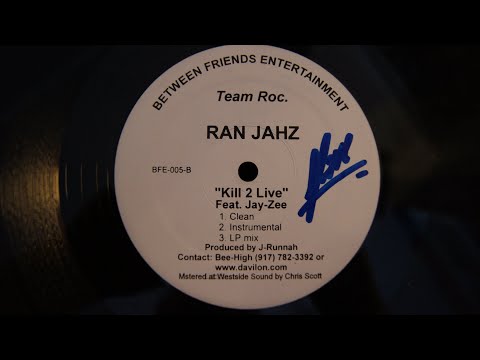 BETWEEN FRIENDS ENTERTAINMENT
Team Roc.
RAN JAHZ
BFE-005-B
"Kill 2 Live"
Feat. Jay-Zee
1. Clean
2. Instrumental
3. LP mix
Produced by J-Runnah
Contact: Bee-High (917) 782-3392 or
www.davilon.com
Mstered at Westside Sound by Chris Scott